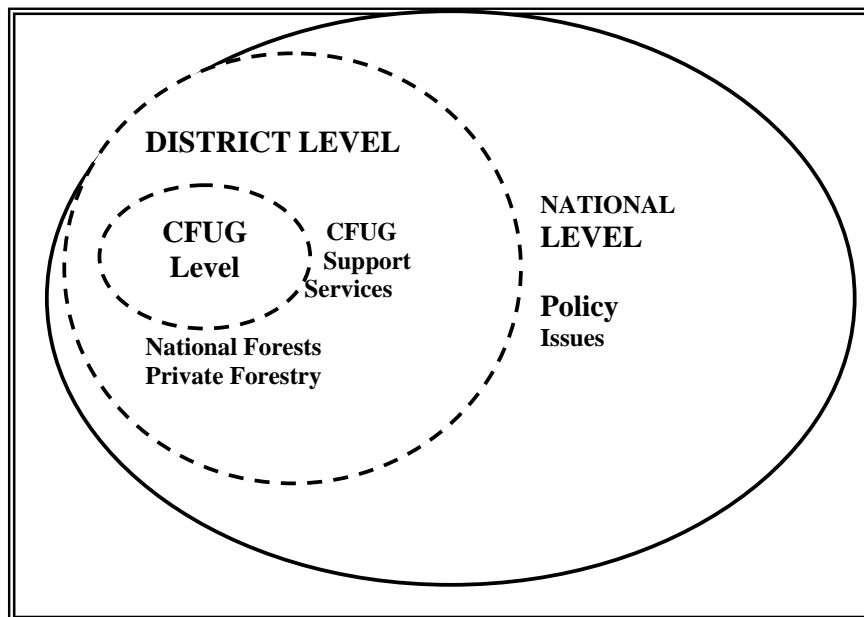 DISTRICT LEVEL
CFUG
Level
CFUG
Support
Services
National Forests
Private Forestry
NATIONAL
LEVEL
Policy
Issues